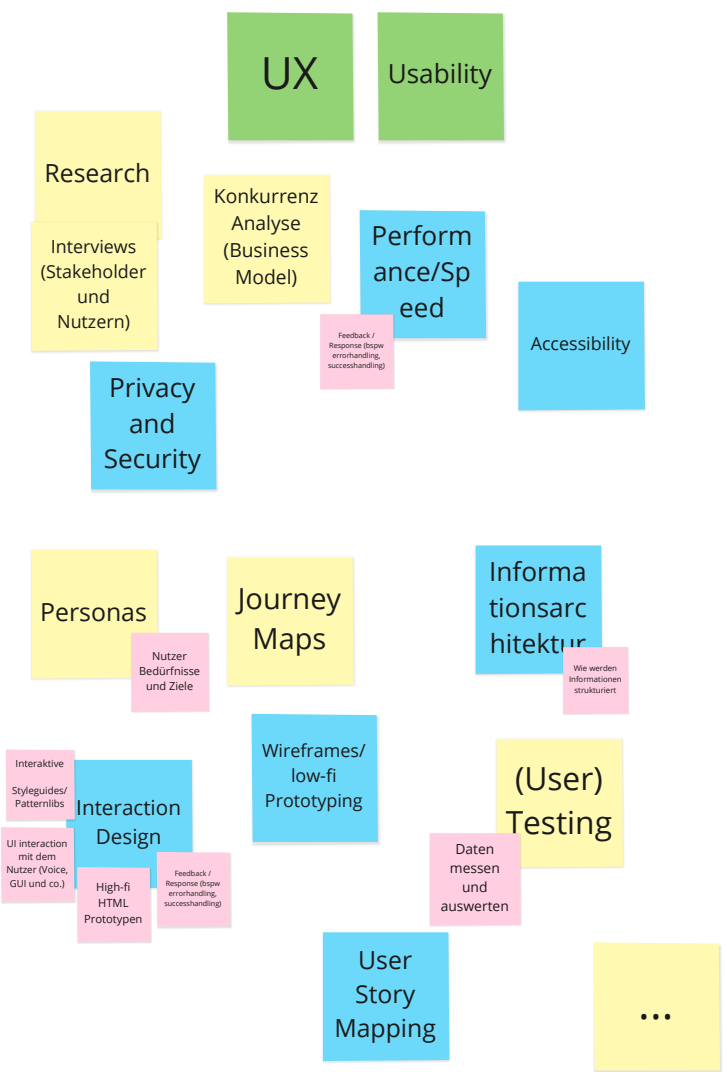 UX
Usability
Research
Interviews
(Stakeholder
und
Nutzern)
Konkurrenz
Analyse
(Business
Model)
Perform
ance/Sp
eed
Feedback /
Response (bspw
errorhandling,
successhandling)
Accessibility
Privacy
and
Security
Personas
Nutzer
Bedürfnisse
und Ziele
Journey
Maps
Informa
tionsarc
hitektur
Wie werden
Informationen
strukturiert
Interaktive
Styleguides/
Patternlibs
Interaction
Design
UI interaction
mit dem
Nutzer (Voice,
GUI und co.)
High-fi
HTML
Prototypen
Feedback /
Response (bspw
errorhandling,
successhandling)
Wireframes/
low-fi
Prototyping
(User)
Testing
Daten
messen
und
auswerten
User
Story
Mapping
...